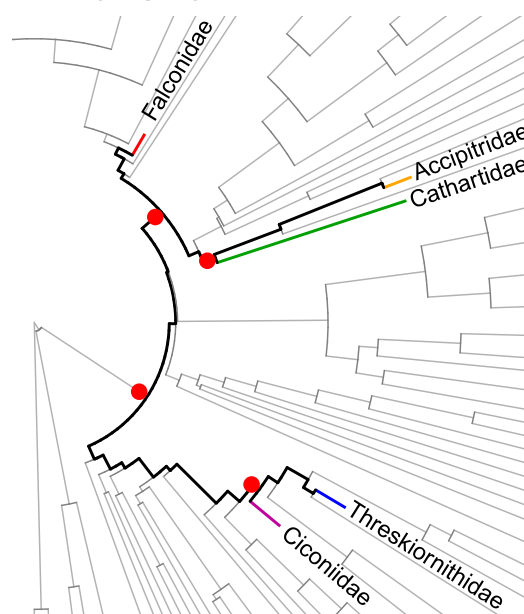 Falconidae
Accipitridae
Cathartidae
Threskiornithidae
Ciconiidae